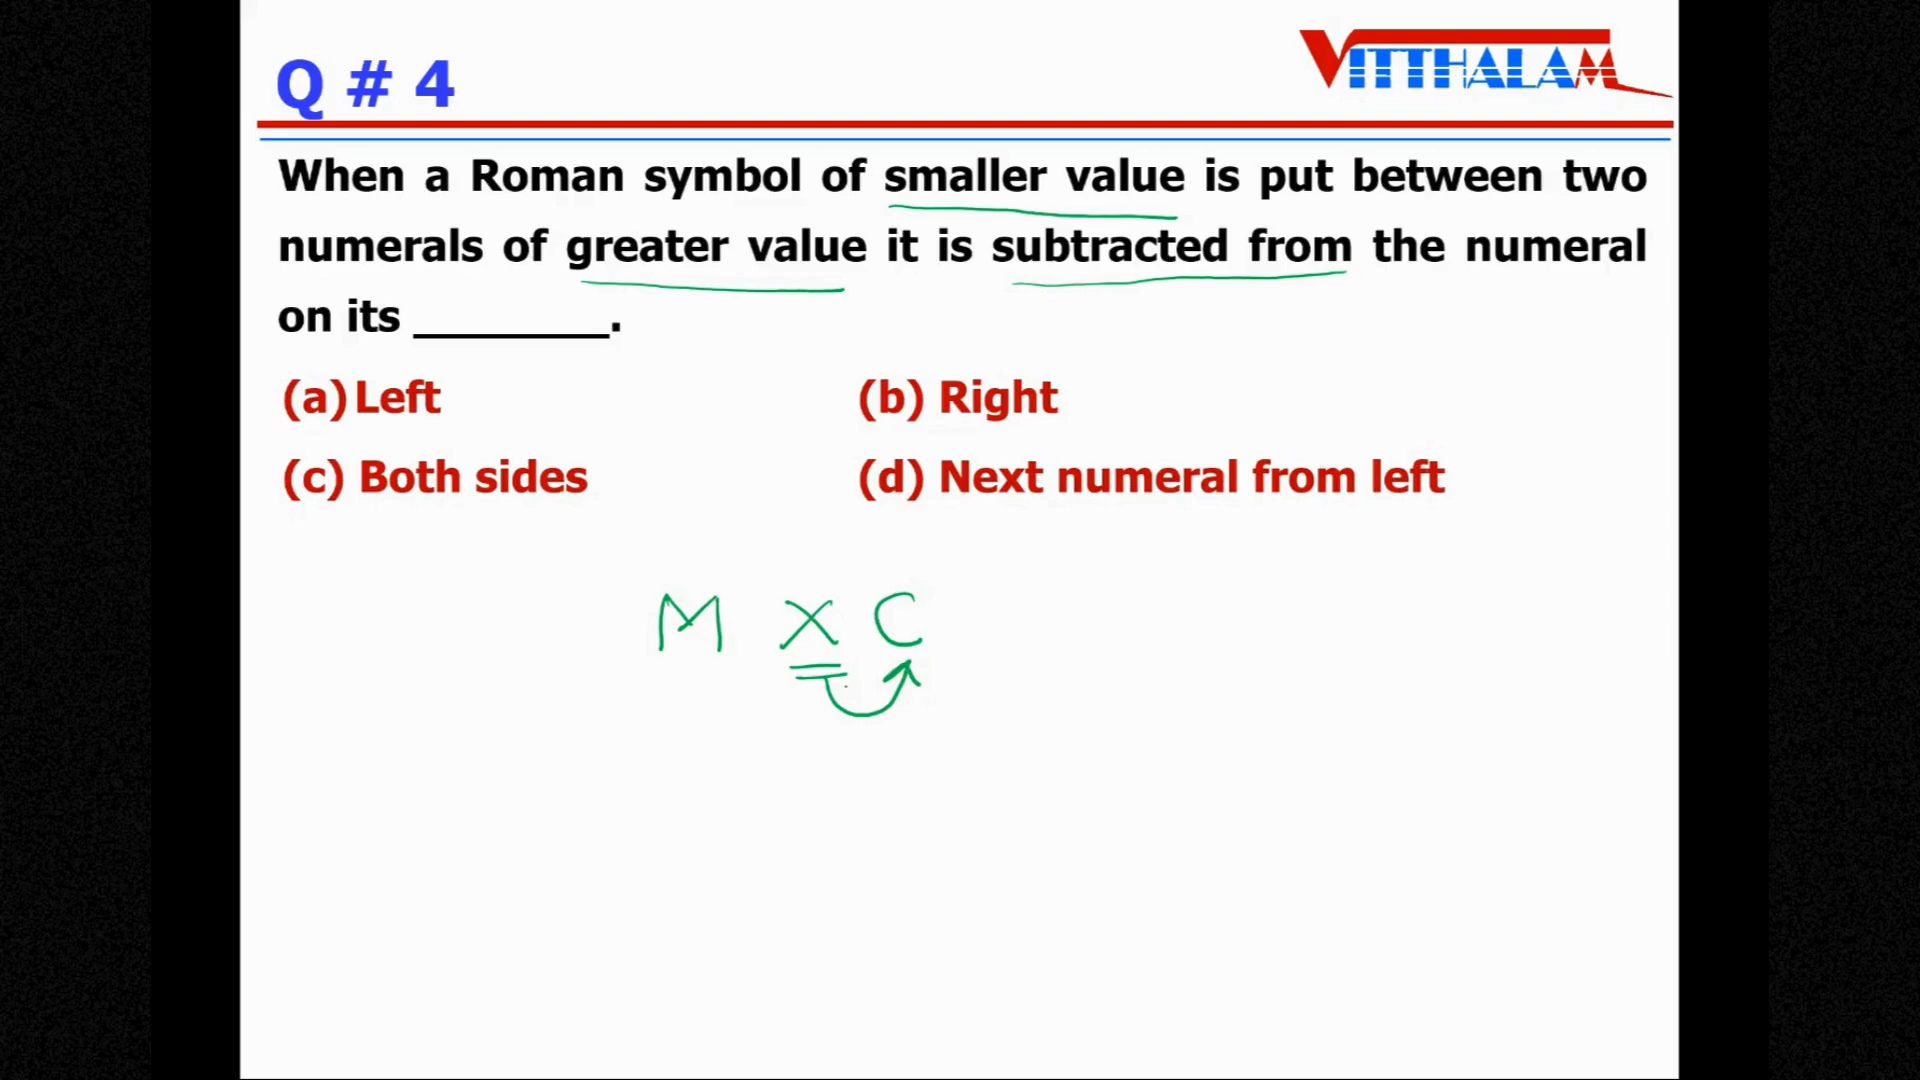 Q # 4
VITTHALAM
When a Roman symbol of smaller value is put between two
numerals of greater value it is subtracted from the numeral
on its ________.
(a) Left (b) Right
(c) Both sides (d) Next numeral from left
M X C